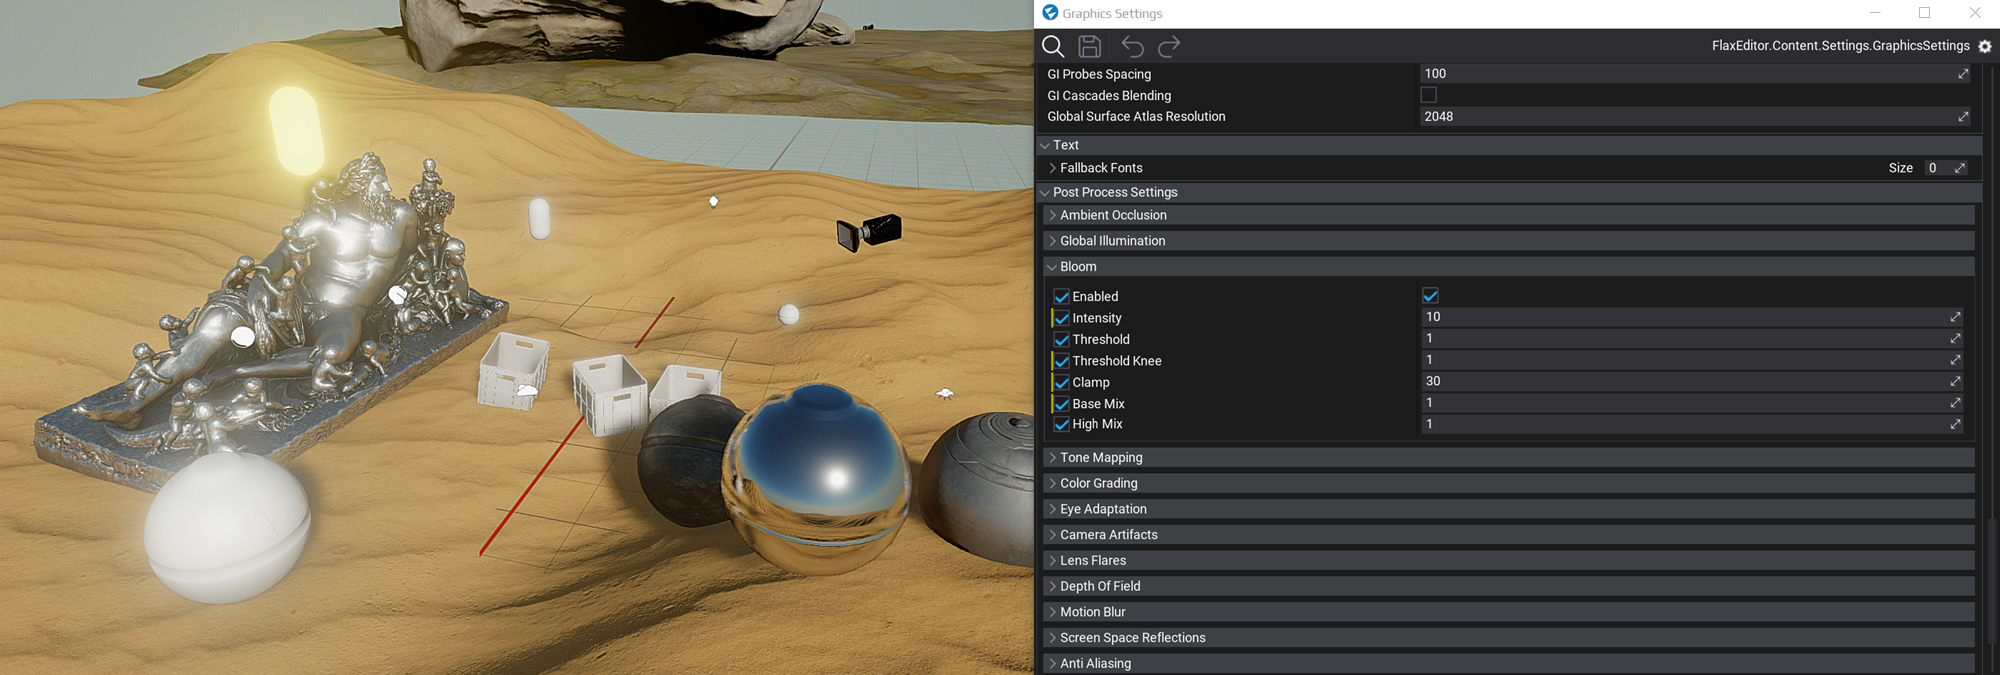 Graphics Settings
FlaxEditor.Content.Settings.GraphicsSettings
GI Probes Spacing 100
GI Cascades Blending
Global Surface Atlas Resolution 2048
Text
Fallback Fonts Size 0
Post Process Settings
Ambient Occlusion
Global Illumination
Bloom
Enabled
Intensity 10
Threshold 1
Threshold Knee 1
Clamp 30
Base Mix 1
High Mix 1
Tone Mapping
Color Grading
Eye Adaptation
Camera Artifacts
Lens Flares
Depth Of Field
Motion Blur
Screen Space Reflections
Anti Aliasing